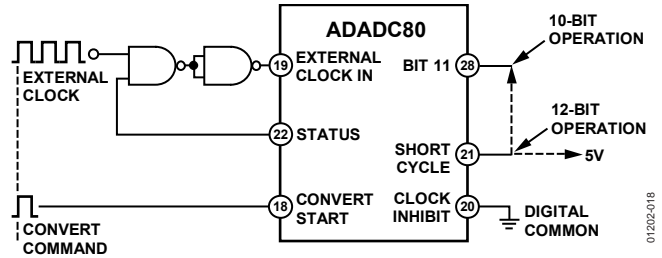 ADADC80
10-BIT
OPERATION
EXTERNAL
CLOCK
19
EXTERNAL
CLOCK IN
BIT 11
28
12-BIT
OPERATION
22
STATUS
SHORT
CYCLE
21
5V
18
CONVERT
START
CLOCK
INHIBIT
20
DIGITAL
COMMON
CONVERT
COMMAND
01202-018